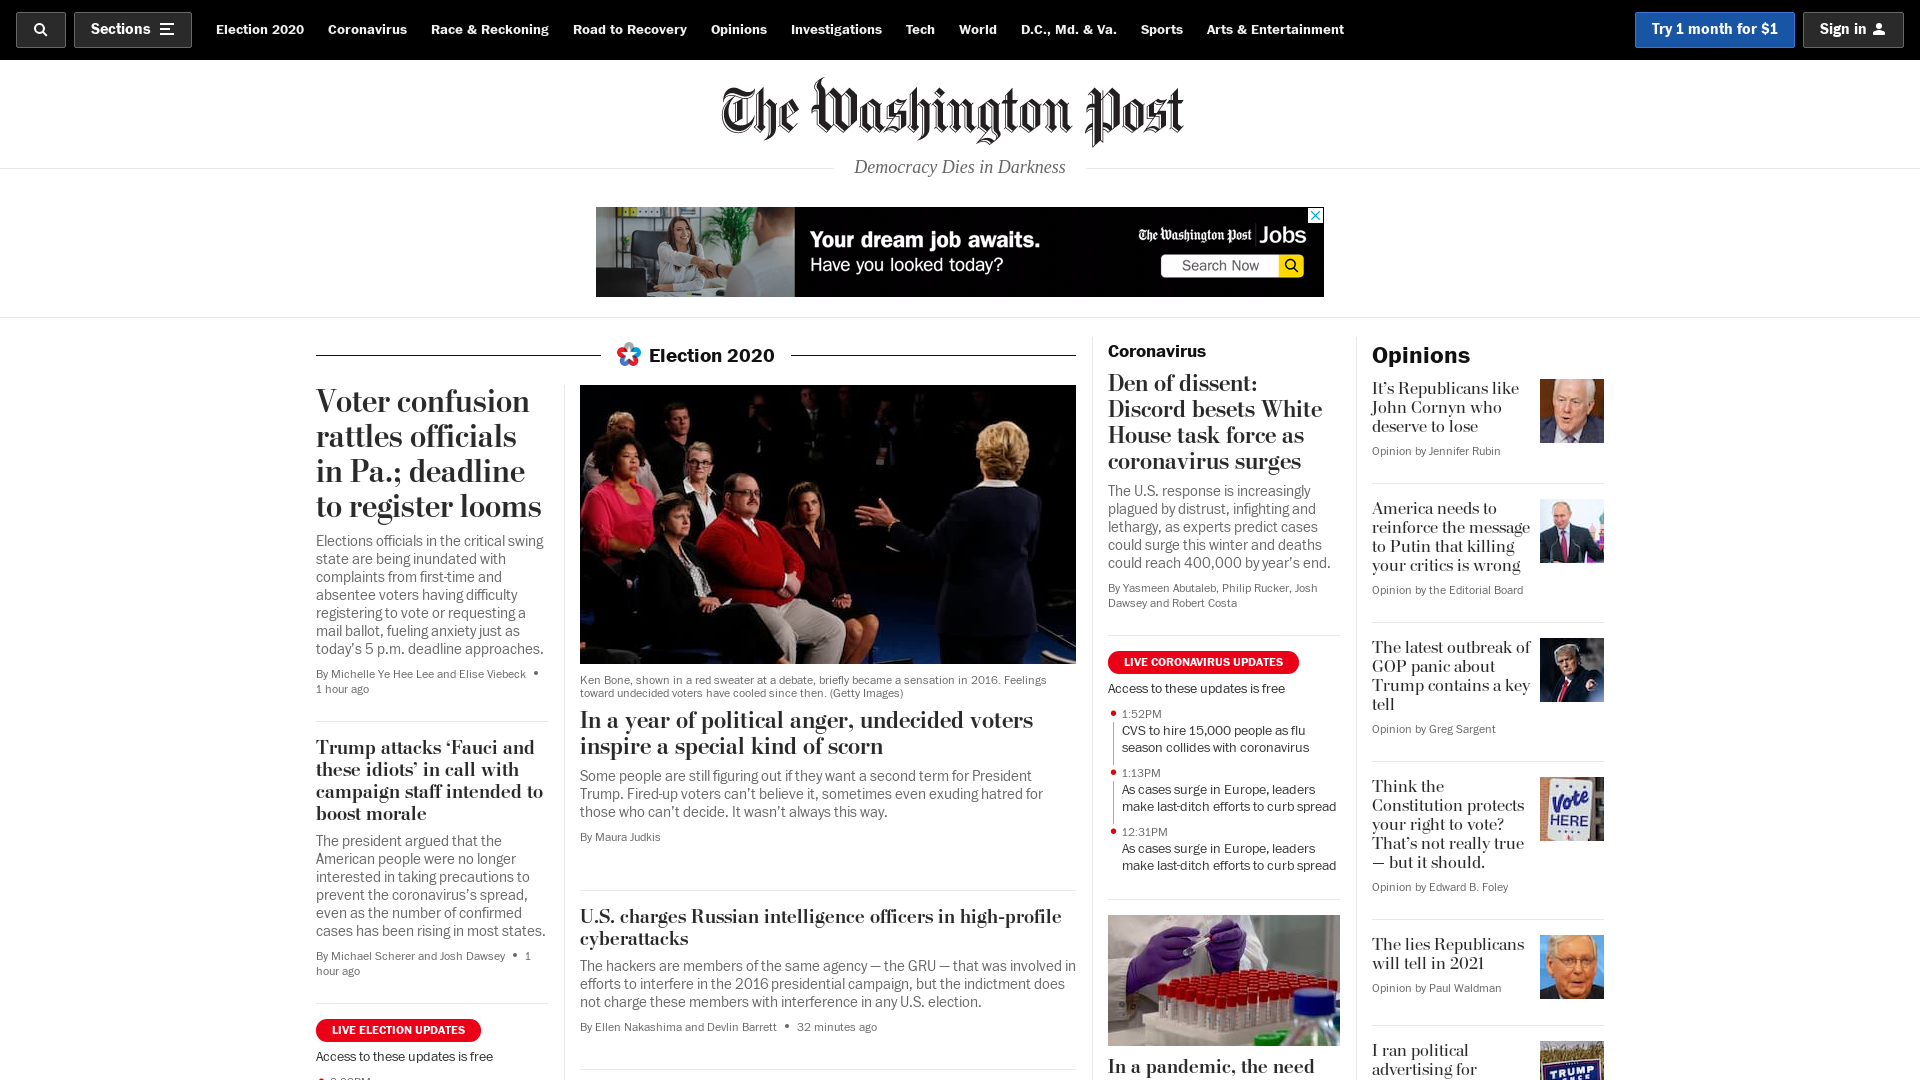 Sections
Election 2020
Coronavirus
Race & Reckoning
Road to Recovery
Opinions
Investigations
Tech
World
D.C., Md. & Va.
Sports
Arts & Entertainment
Try 1 month for $1
Sign in
The Washington Post
Democracy Dies in Darkness
Your dream job awaits.
Have you looked today?
The Washington Post Jobs
Search Now
Election 2020
Voter confusion
rattles officials
in Pa.; deadline
to register looms
Elections officials in the critical swing
state are being inundated with
complaints from first-time and
absentee voters having difficulty
registering to vote or requesting a
mail ballot, fueling anxiety just as
today's 5 p.m. deadline approaches.
By Michelle Ye Hee Lee and Elise Viebeck •
1 hour ago
Trump attacks ‘Fauci and
these idiots’ in call with
campaign staff intended to
boost morale
The president argued that the
American people were no longer
interested in taking precautions to
prevent the coronavirus’s spread,
even as the number of confirmed
cases has been rising in most states.
By Michael Scherer and Josh Dawsey • 1
hour ago
LIVE ELECTION UPDATES
Access to these updates is free
Ken Bone, shown in a red sweater at a debate, briefly became a sensation in 2016. Feelings
toward undecided voters have cooled since then. (Getty Images)
In a year of political anger, undecided voters
inspire a special kind of scorn
Some people are still figuring out if they want a second term for President
Trump. Fired-up voters can’t believe it, sometimes even exuding hatred for
those who can’t decide. It wasn’t always this way.
By Maura Judkis
U.S. charges Russian intelligence officers in high-profile
cyberattacks
The hackers are members of the same agency — the GRU — that was involved in
efforts to interfere in the 2016 presidential campaign, but the indictment does
not charge these members with interference in any U.S. election.
By Ellen Nakashima and Devlin Barrett • 32 minutes ago
Coronavirus
Den of dissent:
Discord besets White
House task force as
coronavirus surges
The U.S. response is increasingly
plagued by distrust, infighting and
lethargy, as experts predict cases
could surge this winter and deaths
could reach 400,000 by year’s end.
By Yasmeen Abutaleb, Philip Rucker, Josh
Dawsey and Robert Costa
LIVE CORONAVIRUS UPDATES
Access to these updates is free
1:52PM
CVS to hire 15,000 people as flu
season collides with coronavirus
1:13PM
As cases surge in Europe, leaders
make last-ditch efforts to curb spread
12:31PM
As cases surge in Europe, leaders
make last-ditch efforts to curb spread
In a pandemic, the need
Opinions
It’s Republicans like
John Cornyn who
deserve to lose
Opinion by Jennifer Rubin
America needs to
reinforce the message
to Putin that killing
your critics is wrong
Opinion by the Editorial Board
The latest outbreak of
GOP panic about
Trump contains a key
tell
Opinion by Greg Sargent
Think the
Constitution protects
your right to vote?
That’s not really true
— but it should.
Opinion by Edward B. Foley
Vote
HERE
The lies Republicans
will tell in 2021
Opinion by Paul Waldman
I ran political
advertising for
TRUMP